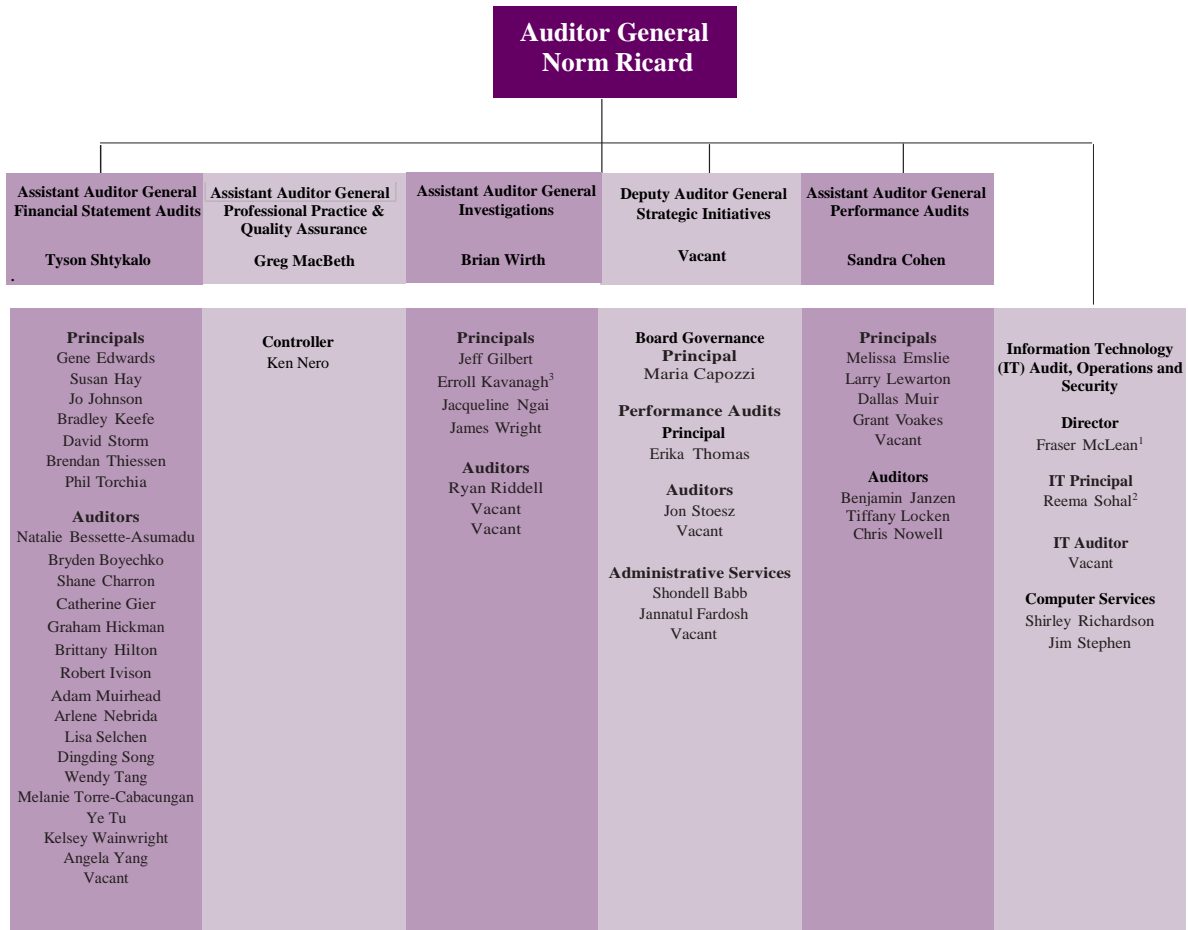 Auditor General
Norm Ricard
Assistant Auditor General
Financial Statement Audits
Tyson Shtykalo
.
Assistant Auditor General
Professional Practice &
Quality Assurance
Greg MacBeth
Assistant Auditor General
Investigations
Brian Wirth
Deputy Auditor General
Strategic Initiatives
Vacant
Assistant Auditor General
Performance Audits
Sandra Cohen
Principals
Gene Edwards
Susan Hay
Jo Johnson
Bradley Keefe
David Storm
Brendan Thiessen
Phil Torchia
Auditors
Natalie Bessette-Asumadu
Bryden Boyechko
Shane Charron
Catherine Gier
Graham Hickman
Brittany Hilton
Robert Ivison
Adam Muirhead
Arlene Nebrida
Lisa Selchen
Dingding Song
Wendy Tang
Melanie Torre-Cabacungan
Ye Tu
Kelsey Wainwright
Angela Yang
Vacant
Controller
Ken Nero
Principals
Jeff Gilbert
Erroll Kavanagh³
Jacqueline Ngai
James Wright
Auditors
Ryan Riddell
Vacant
Vacant
Board Governance
Principal
Maria Capozzi
Performance Audits
Principal
Erika Thomas
Auditors
Jon Stoesz
Vacant
Administrative Services
Shondell Babb
Jannatul Fardosh
Vacant
Principals
Melissa Emslie
Larry Lewarton
Dallas Muir
Grant Voakes
Vacant
Auditors
Benjamin Janzen
Tiffany Locken
Chris Nowell
Information Technology
(IT) Audit, Operations and
Security
Director
Fraser McLean¹
IT Principal
Reema Sohal²
IT Auditor
Vacant
Computer Services
Shirley Richardson
Jim Stephen